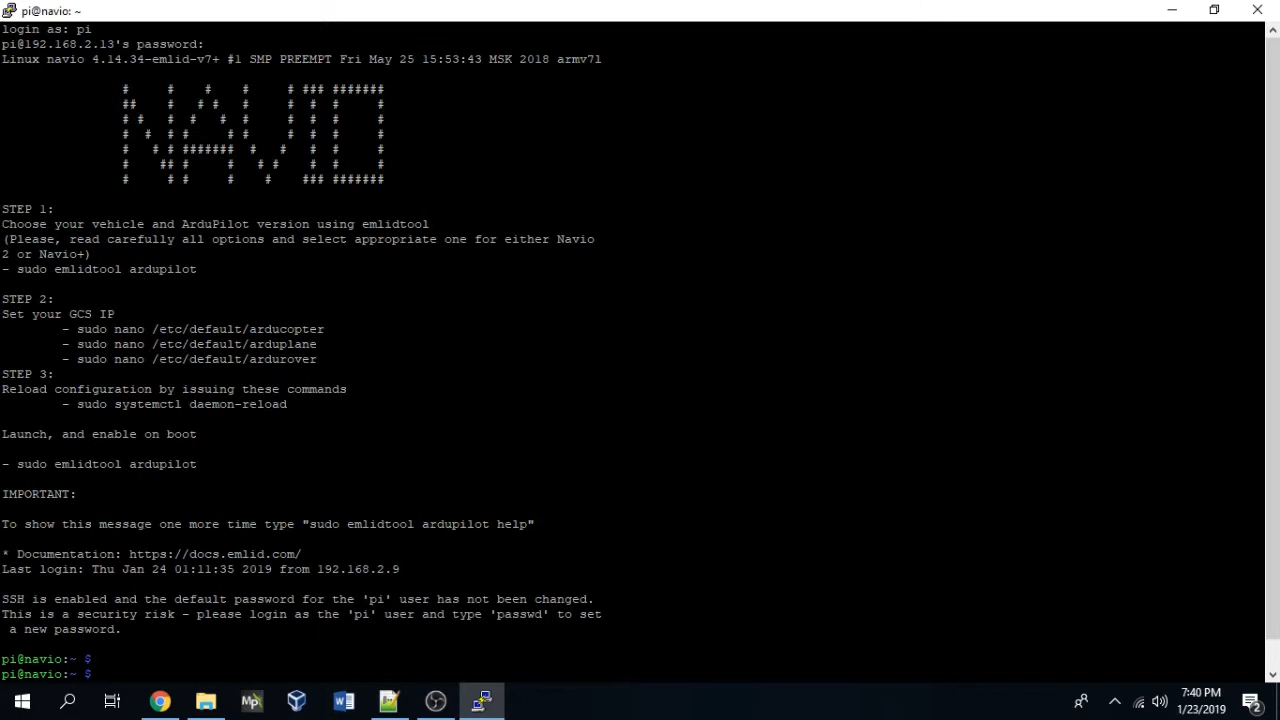 pi@navio: ~
login as: pi
pi@192.168.2.13's password:
Linux navio 4.14.34-emlid-v7+ #1 SMP PREEMPT Fri May 25 15:53:43 MSK 2018 armv7l
NAVIO
STEP 1:
Choose your vehicle and ArduPilot version using emlidtool
(Please, read carefully all options and select appropriate one for either Navio
2 or Navio+)
- sudo emlidtool ardupilot
STEP 2:
Set your GCS IP
- sudo nano /etc/default/arducopter
- sudo nano /etc/default/arduplane
- sudo nano /etc/default/ardurover
STEP 3:
Reload configuration by issuing these commands
- sudo systemctl daemon-reload
Launch, and enable on boot
- sudo emlidtool ardupilot
IMPORTANT:
To show this message one more time type "sudo emlidtool ardupilot help"
* Documentation: https://docs.emlid.com/
Last login: Thu Jan 24 01:11:35 2019 from 192.168.2.9
SSH is enabled and the default password for the 'pi' user has not been changed.
This is a security risk - please login as the 'pi' user and type 'passwd' to set
a new password.
pi@navio:~ $
pi@navio:~ $
7:40 PM
1/23/2019
2